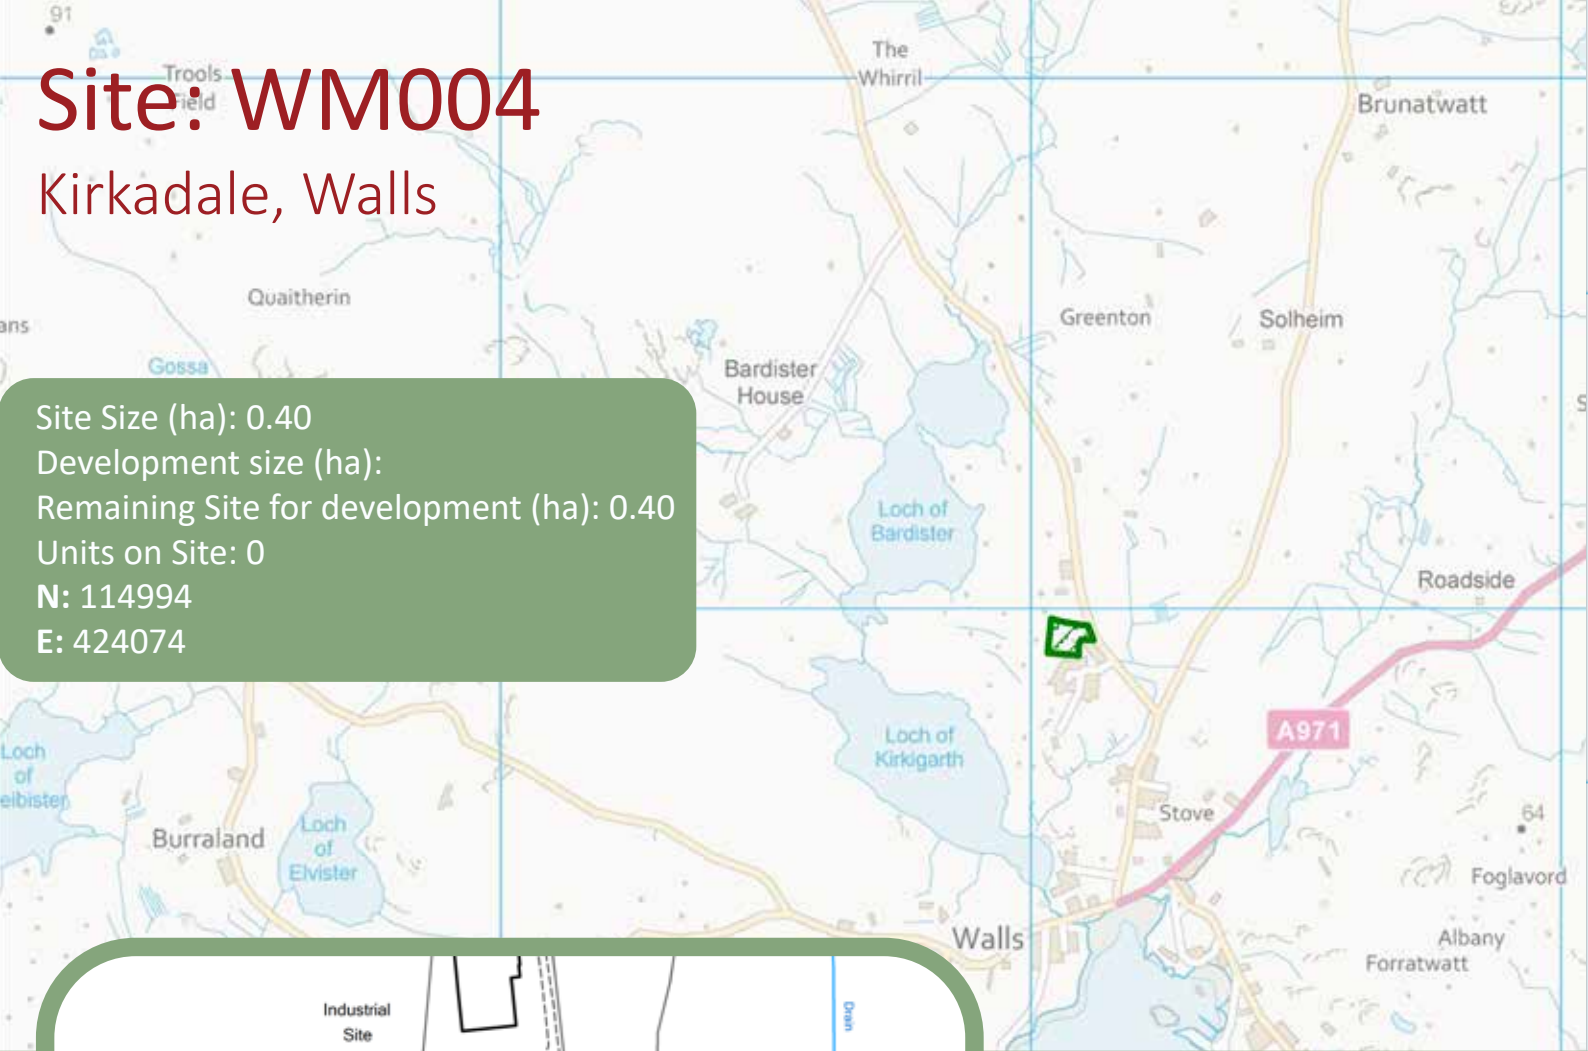 91
Trools
Field
Site: WM004
Kirkadale, Walls
The
Whirril
Brunatwatt
Quaitherin
ans
Gossa
Greenton
Solheim
Bardister
House
Site Size (ha): 0.40
Development size (ha):
Remaining Site for development (ha): 0.40
Units on Site: 0
N: 114994
E: 424074
Loch of
Bardister
Roadside
A971
Loch of
Kirkigarth
Loch
of
eibister
Burraland
Loch
of
Elvister
Stove
64
Foglavord
Walls
Albany
Forratwatt
Industrial
Site
Drain